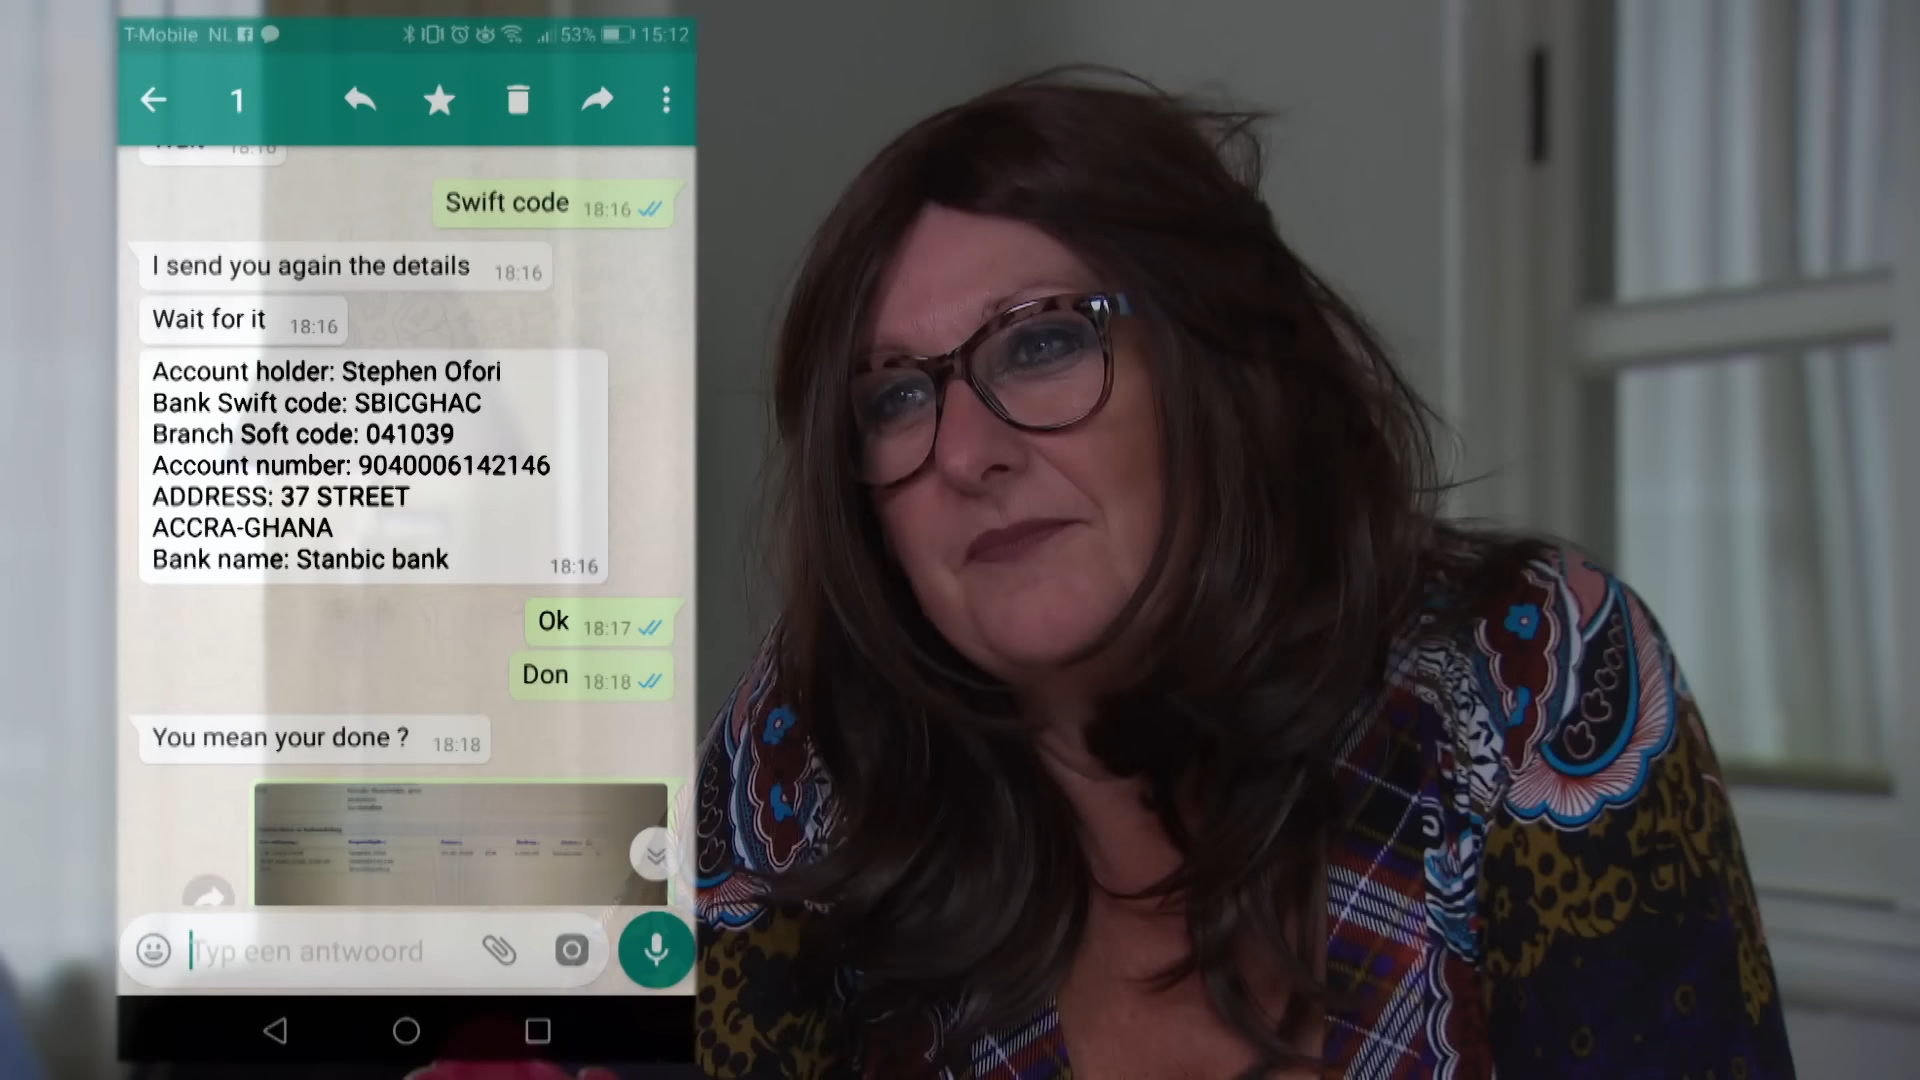 T-Mobile NL 53% 15:12
1
18:16
Swift code 18:16
I send you again the details 18:16
Wait for it 18:16
Account holder: Stephen Ofori
Bank Swift code: SBICGHAC
Branch Soft code: 041039
Account number: 9040006142146
ADDRESS: 37 STREET
ACCRA-GHANA
Bank name: Stanbic bank 18:16
Ok 18:17
Don 18:18
You mean your done ? 18:18
Typ een antwoord